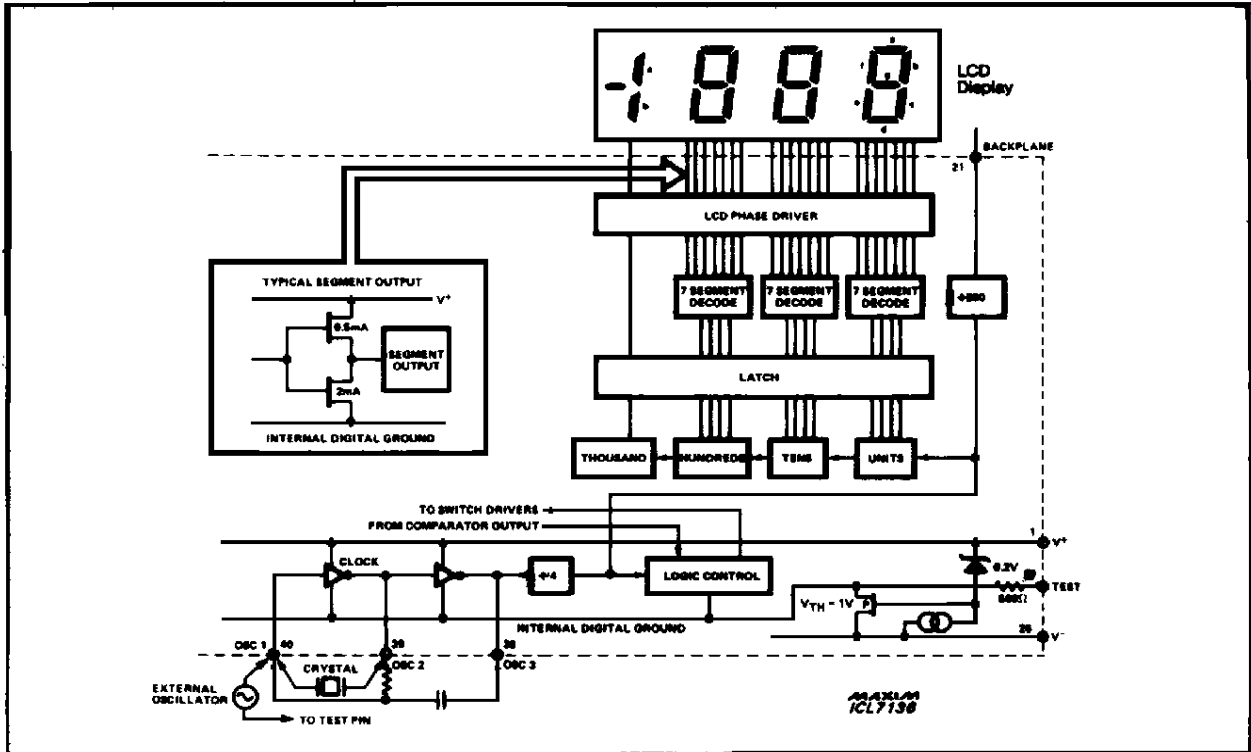 -1 8 8 8
a
b
a
f
b
g
e
c
d
LCD
Display
BACKPLANE
21
LCD PHASE DRIVER
TYPICAL SEGMENT OUTPUT
V+
0.5mA
SEGMENT
OUTPUT
2mA
INTERNAL DIGITAL GROUND
7 SEGMENT
DECODE
7 SEGMENT
DECODE
7 SEGMENT
DECODE
LATCH
THOUSAND
HUNDREDS
TENS
UNITS
TO SWITCH DRIVERS
FROM COMPARATOR OUTPUT
1
V+
CLOCK
÷4
LOGIC CONTROL
6.2V
TEST
500Ω
VTH = 1V
P
INTERNAL DIGITAL GROUND
26
V-
OSC 1
40
39
OSC 2
38
OSC 3
CRYSTAL
EXTERNAL
OSCILLATOR
TO TEST PIN
MAXIM
ICL7136